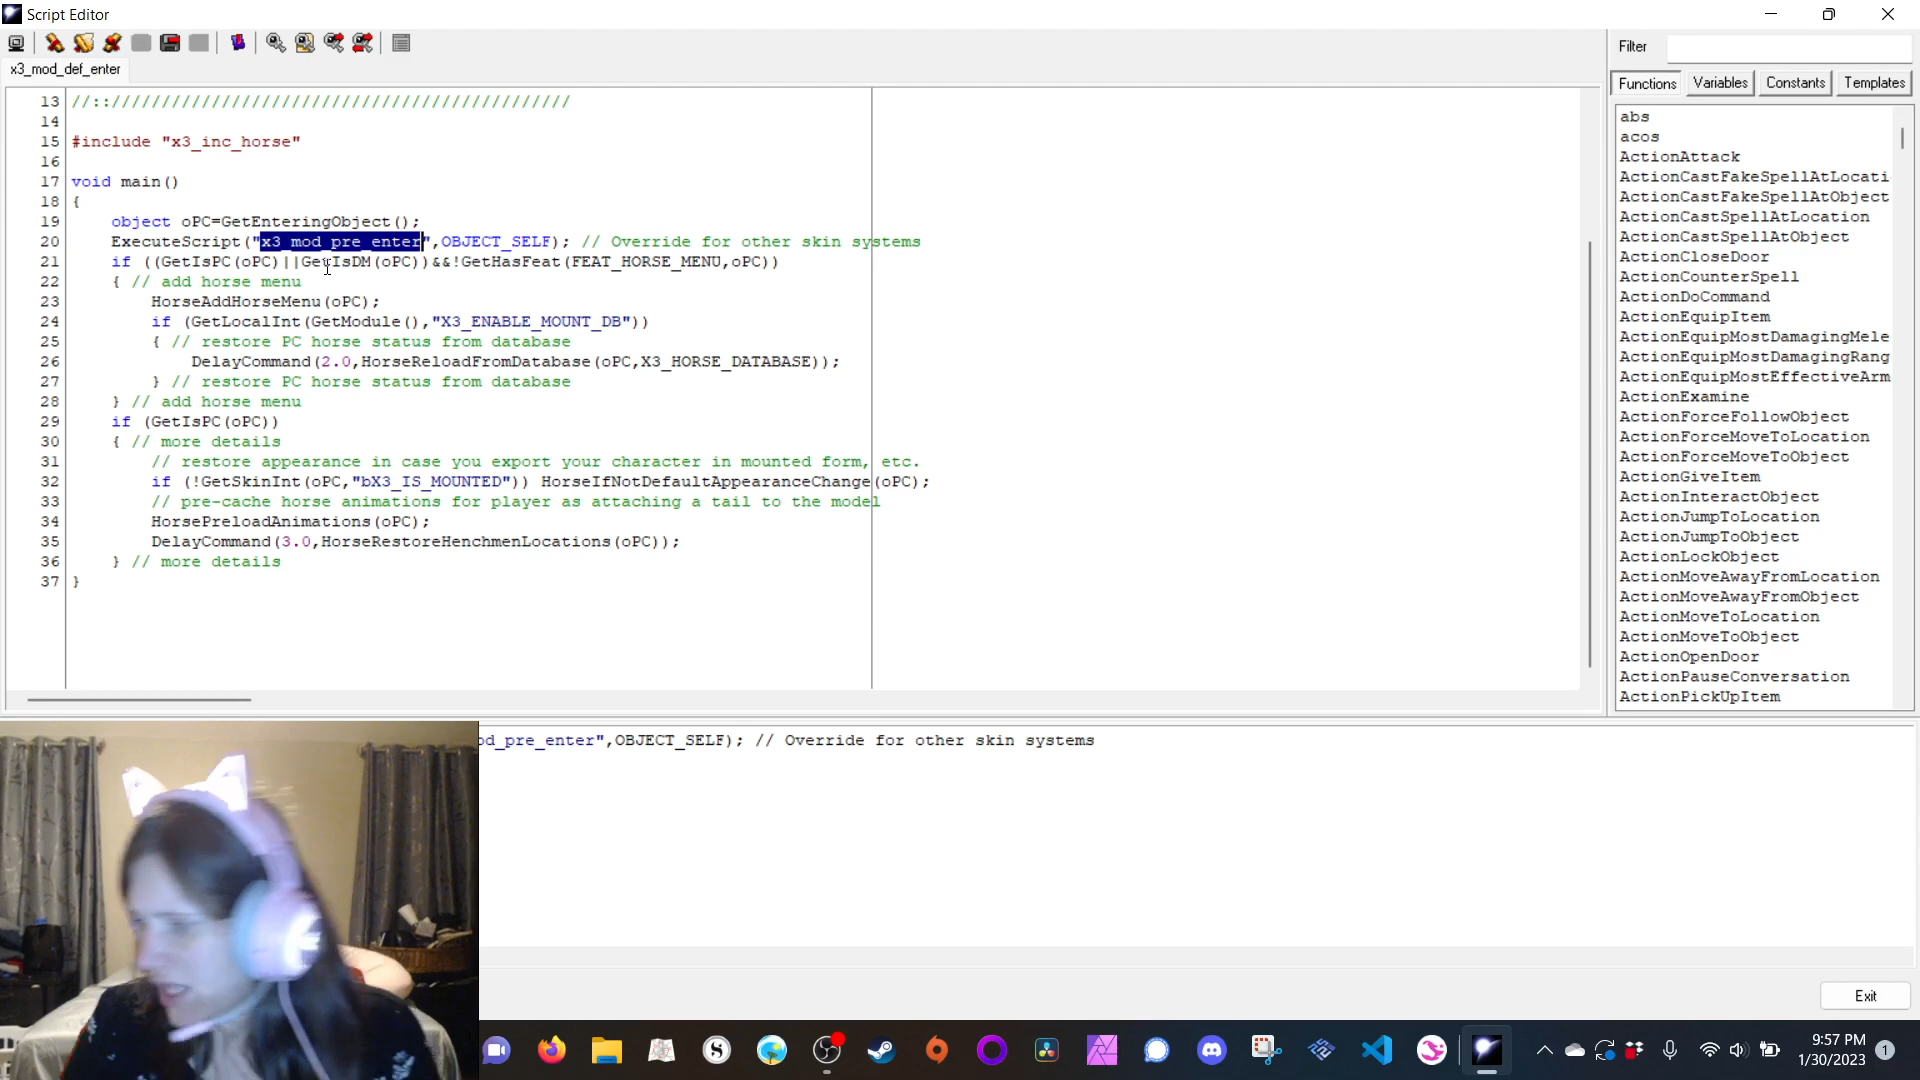 Script Editor
Filter
x3_mod_def_enter
Functions
Variables
Constants
Templates
13 //:://////////////////////////////////////////////
14
15 #include "x3_inc_horse"
16
17 void main()
18 {
19     object oPC=GetEnteringObject();
20     ExecuteScript("x3_mod_pre_enter",OBJECT_SELF); // Override for other skin systems
21     if ((GetIsPC(oPC)||GetIsDM(oPC))&&!GetHasFeat(FEAT_HORSE_MENU,oPC))
22     { // add horse menu
23         HorseAddHorseMenu(oPC);
24         if (GetLocalInt(GetModule(),"X3_ENABLE_MOUNT_DB"))
25         { // restore PC horse status from database
26             DelayCommand(2.0,HorseReloadFromDatabase(oPC,X3_HORSE_DATABASE));
27         } // restore PC horse status from database
28     } // add horse menu
29     if (GetIsPC(oPC))
30     { // more details
31         // restore appearance in case you export your character in mounted form, etc.
32         if (!GetSkinInt(oPC,"bX3_IS_MOUNTED")) HorseIfNotDefaultAppearanceChange(oPC);
33         // pre-cache horse animations for player as attaching a tail to the model
34         HorsePreloadAnimations(oPC);
35         DelayCommand(3.0,HorseRestoreHenchmenLocations(oPC));
36     } // more details
37 }
abs
acos
ActionAttack
ActionCastFakeSpellAtLocati
ActionCastFakeSpellAtObject
ActionCastSpellAtLocation
ActionCastSpellAtObject
ActionCloseDoor
ActionCounterSpell
ActionDoCommand
ActionEquipItem
ActionEquipMostDamagingMele
ActionEquipMostDamagingRang
ActionEquipMostEffectiveArm
ActionExamine
ActionForceFollowObject
ActionForceMoveToLocation
ActionForceMoveToObject
ActionGiveItem
ActionInteractObject
ActionJumpToLocation
ActionJumpToObject
ActionLockObject
ActionMoveAwayFromLocation
ActionMoveAwayFromObject
ActionMoveToLocation
ActionMoveToObject
ActionOpenDoor
ActionPauseConversation
ActionPickUpItem
od_pre_enter",OBJECT_SELF); // Override for other skin systems
Exit
9:57 PM
1/30/2023
1